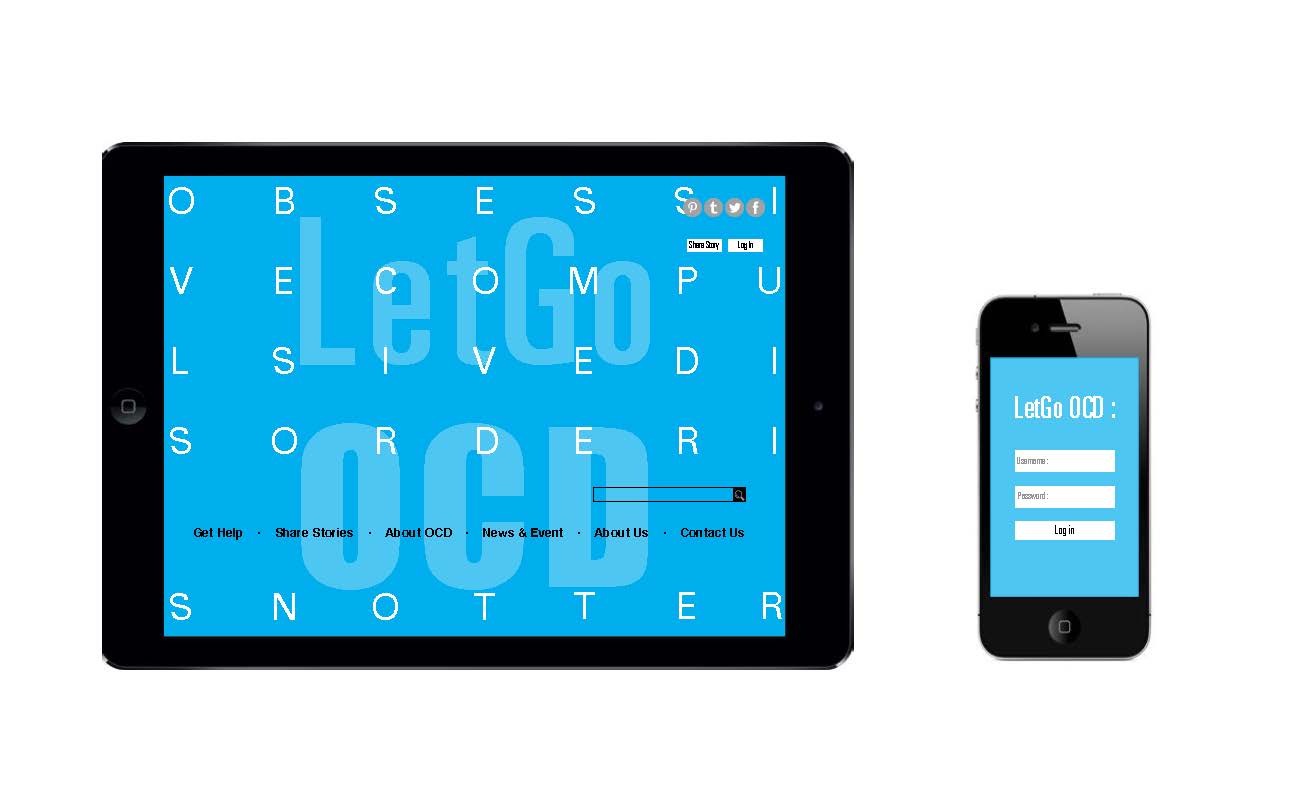 O B S E S S I
LetGo
Share Story Log In
V E C O M P U
L S I V E D I
S O R D E R I
OCD
Get Help · Share Stories · About OCD · News & Event · About Us · Contact Us
S N O T T E R
LetGo OCD :
Username :
Password :
Log in